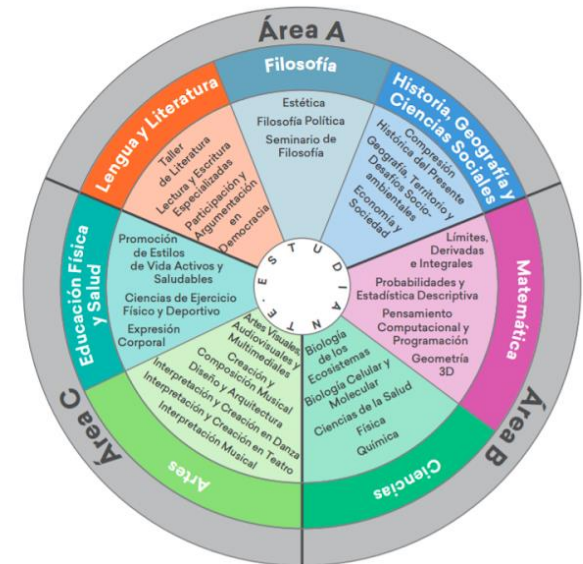 Área A
Filosofía
Estética
Filosofía Política
Seminario de
Filosofía
Historia, Geografía y
Ciencias Sociales
Compresión
Histórica del Presente
Geografía, Territorio y
Desafíos Socio-
ambientales
Economía y
Sociedad
Matemática
Límites,
Derivadas
e Integrales
Probabilidades y
Estadística Descriptiva
Pensamiento
Computacional y
Programación
Geometría
3D
Área B
Ciencias
Biología
de los
Ecosistemas
Biología Celular y
Molecular
Ciencias de la Salud
Física
Química
Artes
Artes Visuales,
Audiovisuales y
Multimediales
Creación y
Composición Musical
Diseño y Arquitectura
Interpretación y Creación en Danza
Interpretación y Creación en Teatro
Interpretación Musical
Área C
Educación Física
y Salud
Promoción
de Estilos
de Vida Activos y
Saludables
Ciencias de Ejercicio
Físico y Deportivo
Expresión
Corporal
Lengua y Literatura
Taller
de Literatura
Lectura y Escritura
Especializadas
Participación y
Argumentación
en
Democracia
ESTUDIANTE